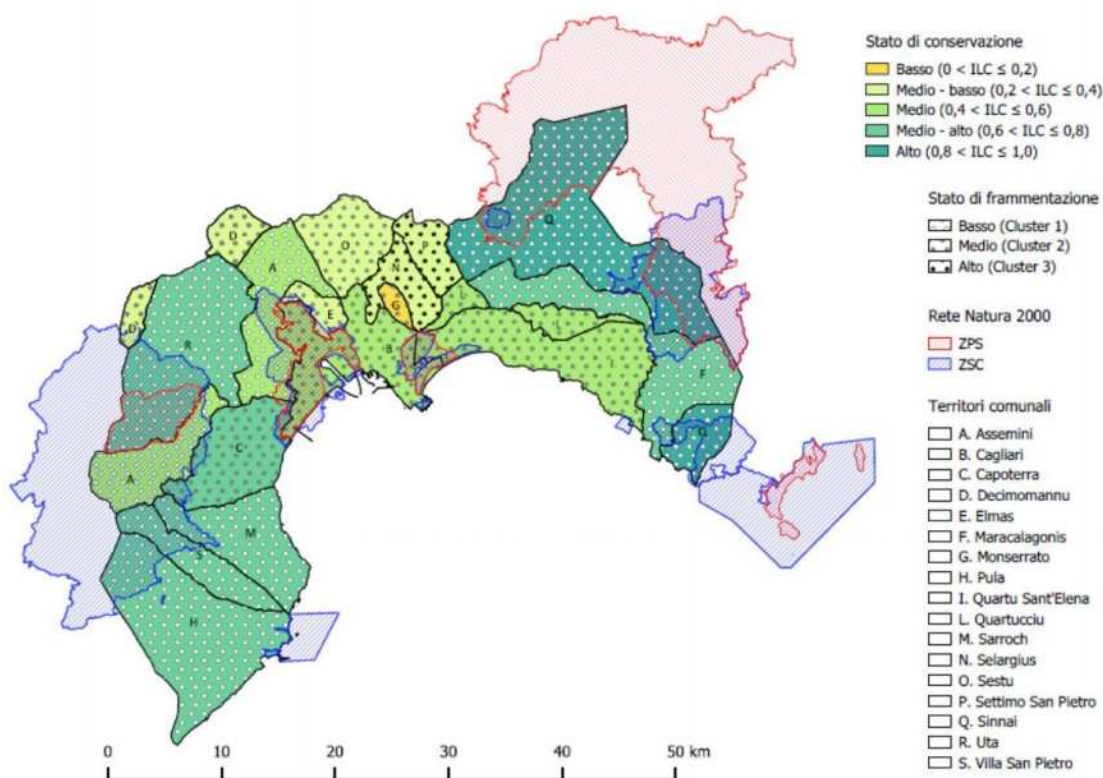 Stato di conservazione
Basso (0 < ILC ≤ 0,2)
Medio - basso (0,2 < ILC ≤ 0,4)
Medio (0,4 < ILC ≤ 0,6)
Medio - alto (0,6 < ILC ≤ 0,8)
Alto (0,8 < ILC ≤ 1,0)
Stato di frammentazione
Basso (Cluster 1)
Medio (Cluster 2)
Alto (Cluster 3)
Rete Natura 2000
ZPS
ZSC
Territori comunali
A. Assemini
B. Cagliari
C. Capoterra
D. Decimomannu
E. Elmas
F. Maracalagonis
G. Monserrato
H. Pula
I. Quartu Sant'Elena
L. Quartucciu
M. Sarroch
N. Selargius
O. Sestu
P. Settimo San Pietro
Q. Sinnai
R. Uta
S. Villa San Pietro
Q
D
O
P
A
N
L
G
E
D
R
B
L
I
F
C
A
M
S
H
0 10 20 30 40 50 km